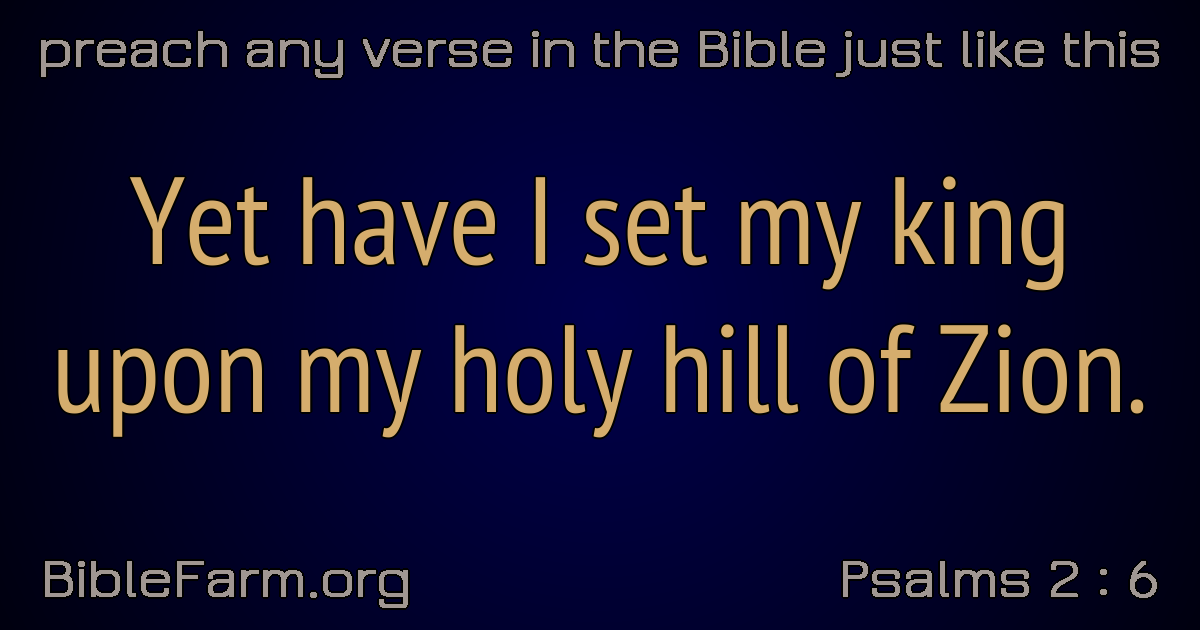 preach any verse in the Bible just like this
Yet have I set my king
upon my holy hill of Zion.
BibleFarm.org
Psalms 2 : 6